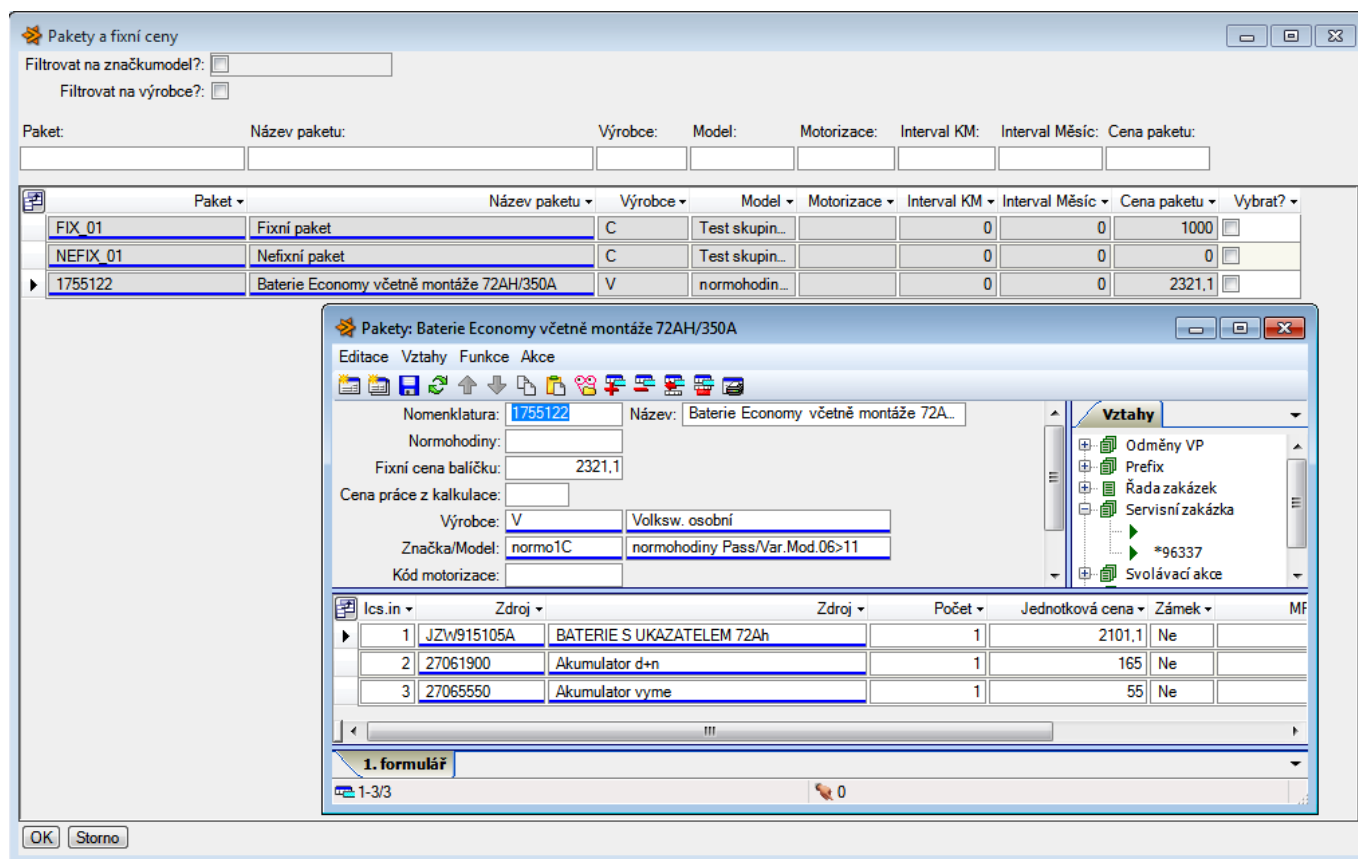 Pakety a fixní ceny
Filtrovat na značkumodel?:
Filtrovat na výrobce?:
Paket: Název paketu: Výrobce: Model: Motorizace: Interval KM: Interval Měsíc: Cena paketu:
Paket Název paketu Výrobce Model Motorizace Interval KM Interval Měsíc Cena paketu Vybrat?
FIX_01 Fixní paket C Test skupin... 0 0 1000
NEFIX_01 Nefixní paket C Test skupin... 0 0 0
1755122 Baterie Economy včetně montáže 72AH/350A V normohodin... 0 0 2321,1
Pakety: Baterie Economy včetně montáže 72AH/350A
Editace Vztahy Funkce Akce
Nomenklatura: 1755122 Název: Baterie Economy včetně montáže 72A...
Normohodiny:
Fixní cena balíčku: 2321,1
Cena práce z kalkulace:
Výrobce: V Volksw. osobní
Značka/Model: normo1C normohodiny Pass/Var.Mod.06>11
Kód motorizace:
Vztahy
Odměny VP
Prefix
Řada zakázek
Servisní zakázka
*96337
Svolávací akce
lcs.in Zdroj Zdroj Počet Jednotková cena Zámek MF
1 JZW915105A BATERIE S UKAZATELEM 72Ah 1 2101,1 Ne
2 27061900 Akumulator d+n 1 165 Ne
3 27065550 Akumulator vyme 1 55 Ne
1. formulář
1-3/3 0
OK Storno